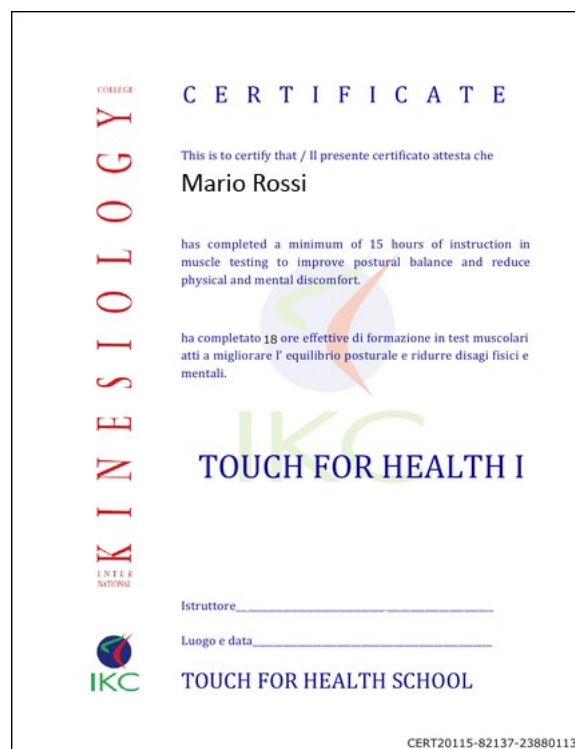 COLLEGE
KINESIOLOGY
INTER
NATIONAL
IKC
CERTIFICATE
This is to certify that / Il presente certificato attesta che
Mario Rossi
has completed a minimum of 15 hours of instruction in
muscle testing to improve postural balance and reduce
physical and mental discomfort.
ha completato 18 ore effettive di formazione in test muscolari
atti a migliorare l' equilibrio posturale e ridurre disagi fisici e
mentali.
IKC
TOUCH FOR HEALTH I
Istruttore
Luogo e data
TOUCH FOR HEALTH SCHOOL
CERT20115-82137-23880113